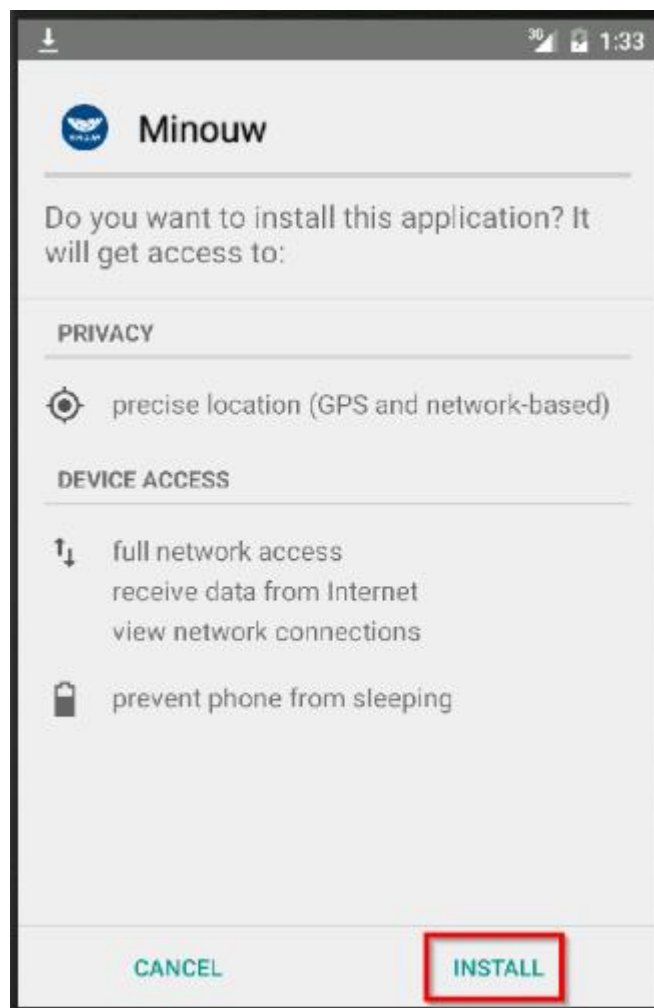 3G 1:33
Minouw
Do you want to install this application? It
will get access to:
PRIVACY
precise location (GPS and network-based)
DEVICE ACCESS
full network access
receive data from Internet
view network connections
prevent phone from sleeping
CANCEL INSTALL